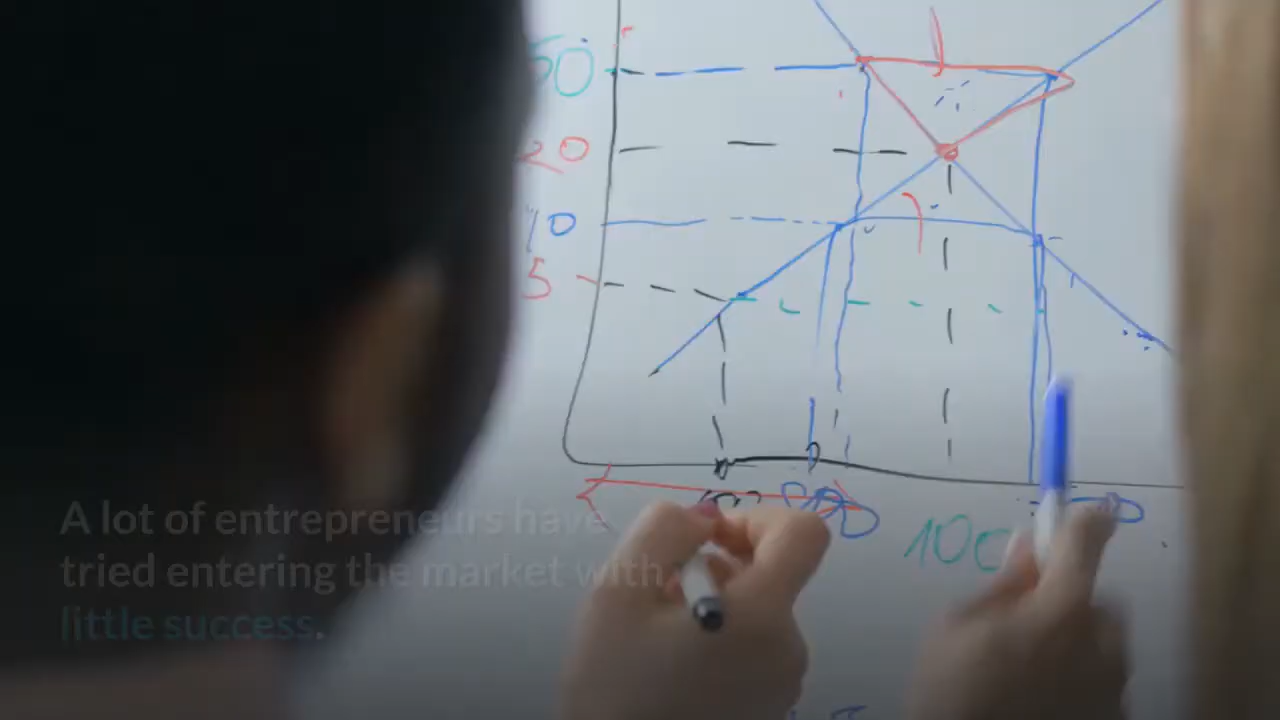 50
20
10
5
100
A lot of entrepreneurs have
tried entering the market with
little success.